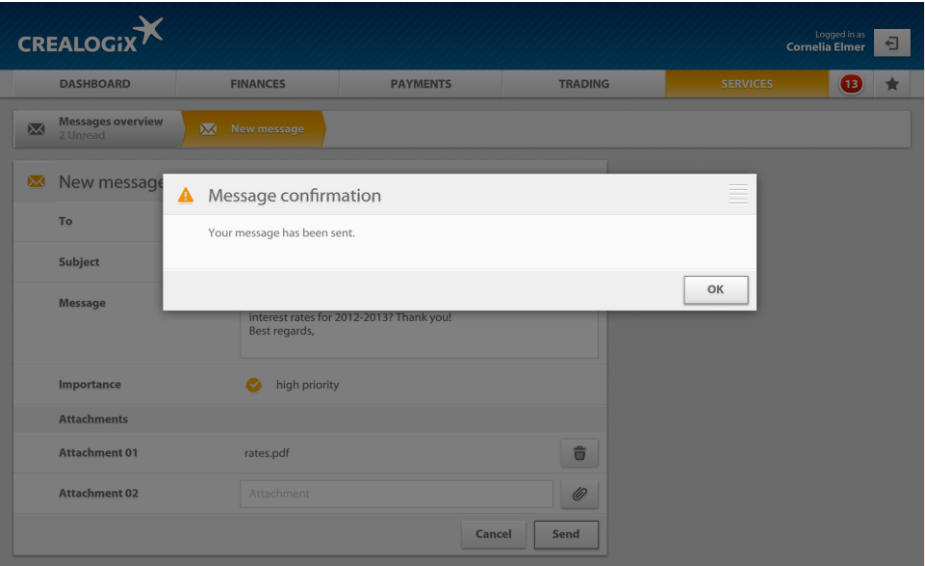 CREALOGIX
Logged in as
Cornelia Elmer
DASHBOARD
FINANCES
PAYMENTS
TRADING
SERVICES
13
Messages overview
2 Unread
New message
New message
Message confirmation
Your message has been sent.
OK
To
Subject
Message
interest rates for 2012-2013? Thank you!
Best regards,
Importance
high priority
Attachments
Attachment 01
rates.pdf
Attachment 02
Attachment
Cancel
Send